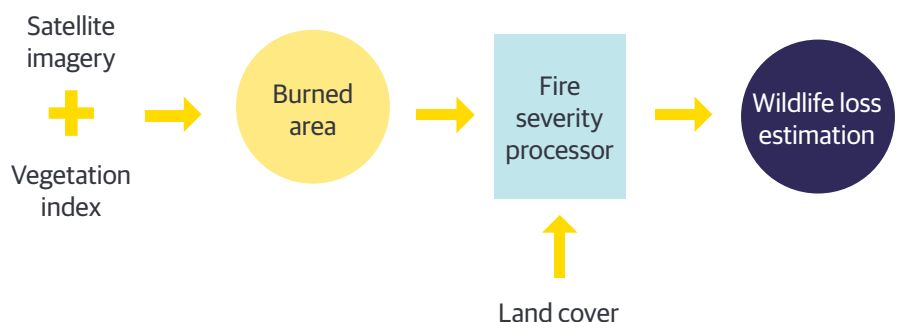 Satellite
imagery
Vegetation
index
Burned
area
Fire
severity
processor
Land cover
Wildlife loss
estimation